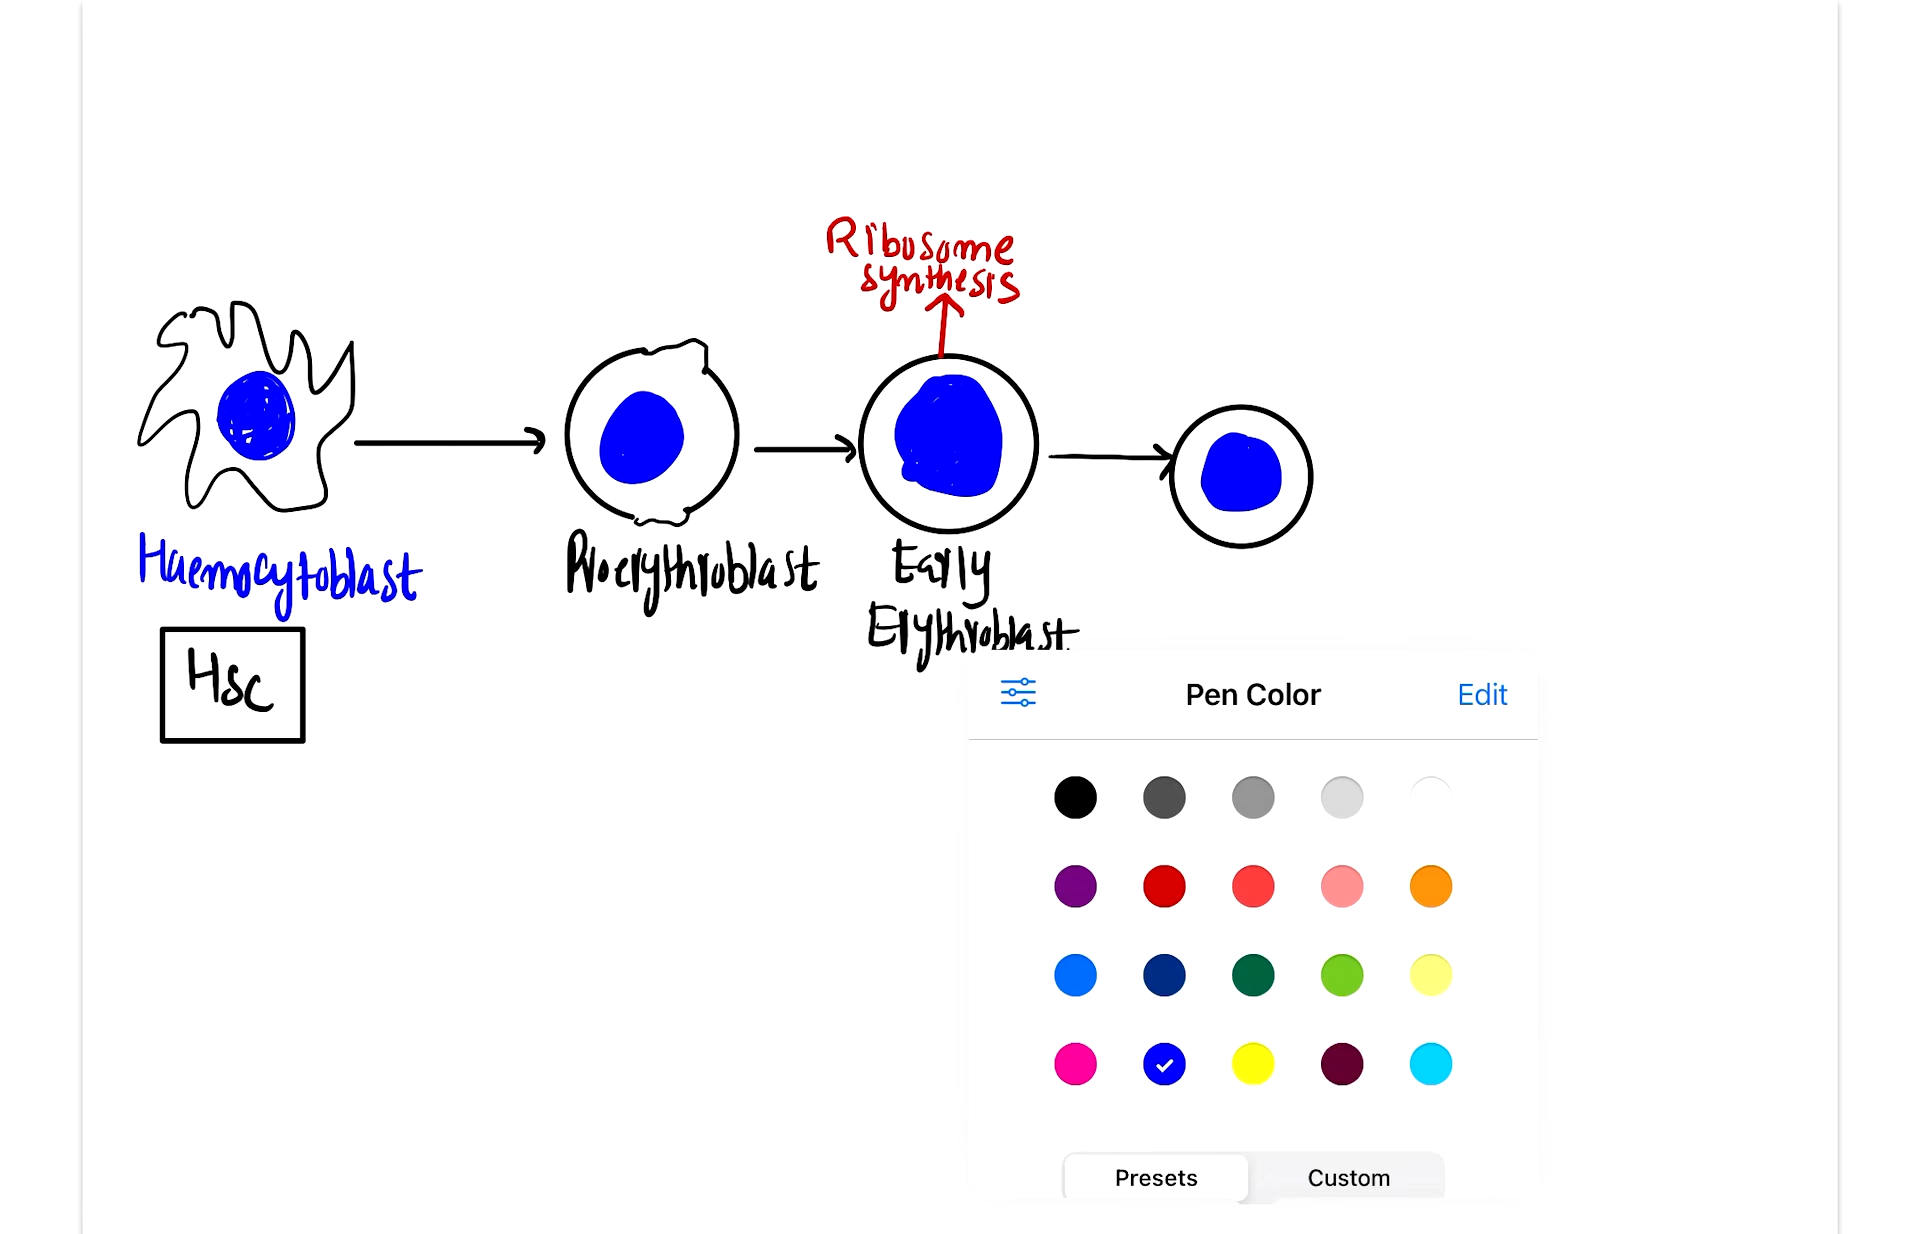 Ribosome
synthesis
Haemocytoblast
Proerythroblast
Early
Erythroblast
HSC
Pen Color
Edit
Presets
Custom